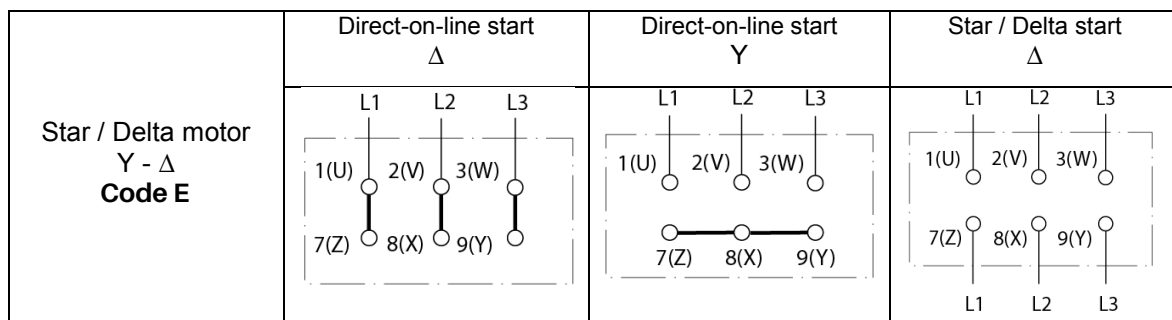 Star / Delta motor
Y - Δ
Code E
Direct-on-line start
Δ
L1 L2 L3
1(U) 2(V) 3(W)
7(Z) 8(X) 9(Y)
Direct-on-line start
Y
L1 L2 L3
1(U) 2(V) 3(W)
7(Z) 8(X) 9(Y)
Star / Delta start
Δ
L1 L2 L3
1(U) 2(V) 3(W)
7(Z) 8(X) 9(Y)
L1 L2 L3